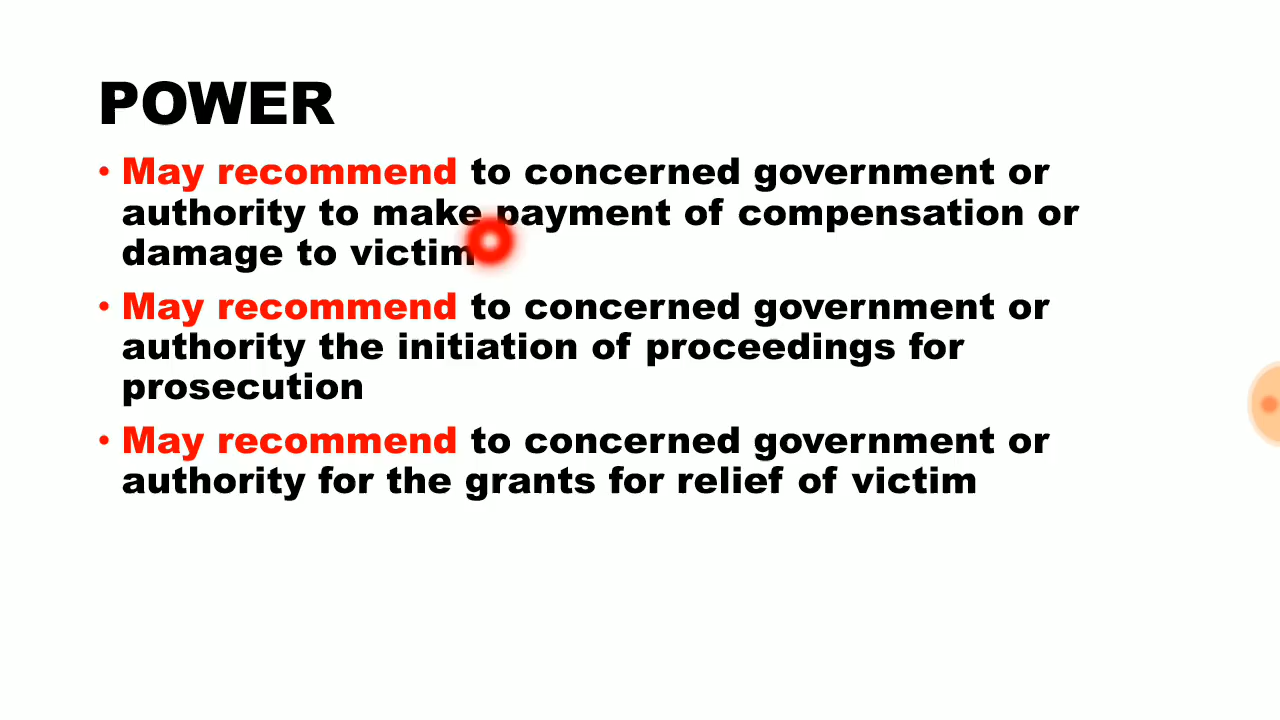 POWER
• May recommend to concerned government or
authority to make payment of compensation or
damage to victim
• May recommend to concerned government or
authority the initiation of proceedings for
prosecution
• May recommend to concerned government or
authority for the grants for relief of victim